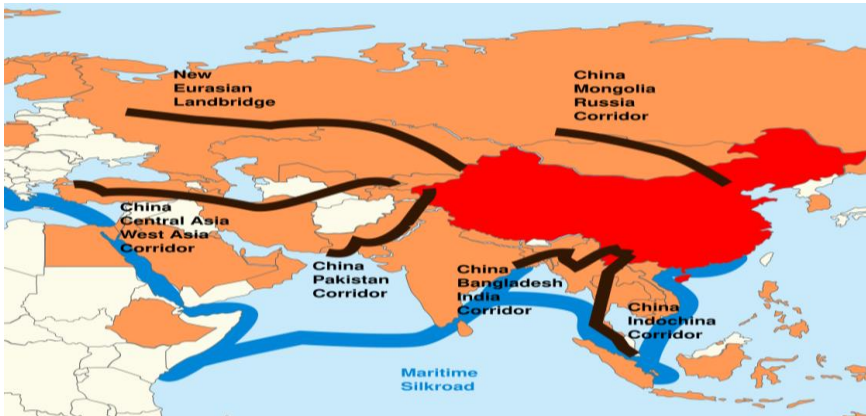 New
Eurasian
Landbridge
China
Mongolia
Russia
Corridor
China
Central Asia
West Asia
Corridor
China
Pakistan
Corridor
China
Bangladesh
India
Corridor
China
Indochina
Corridor
Maritime
Silkroad